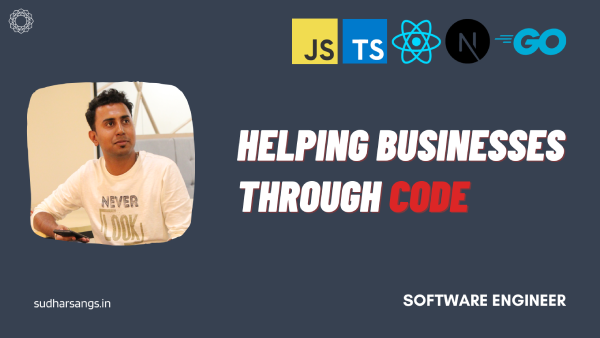 JS TS N GO
HELPING BUSINESSES
THROUGH CODE
NEVER
LOOK
sudharsangs.in
SOFTWARE ENGINEER